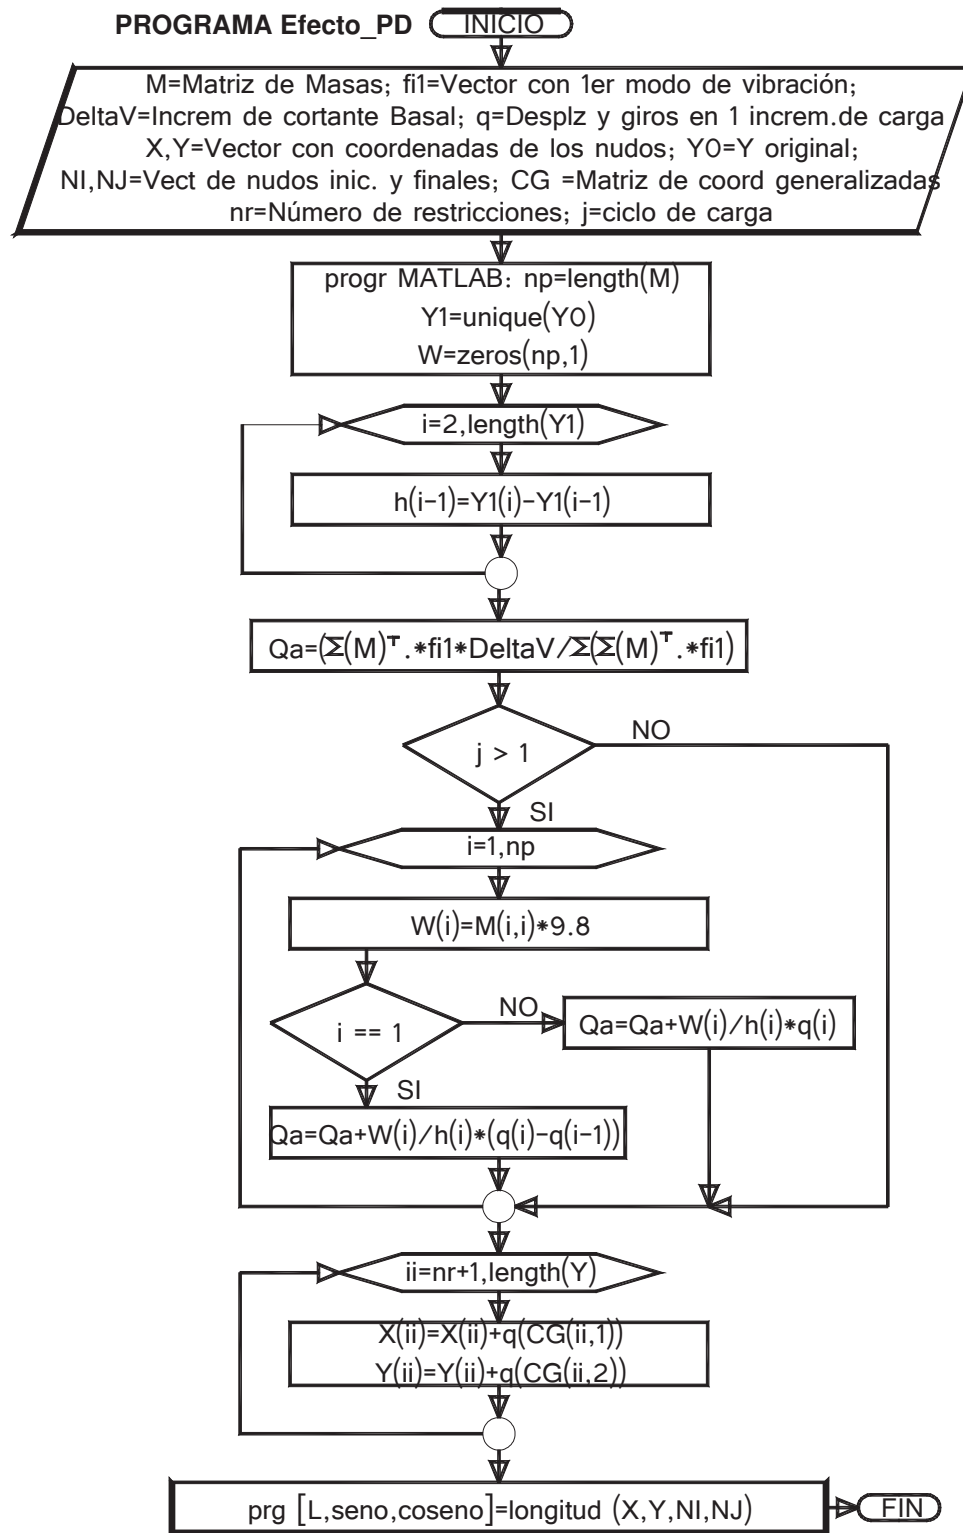 PROGRAMA Efecto_PD INICIO
M=Matriz de Masas; fi1=Vector con 1er modo de vibración;
DeltaV=Increm de cortante Basal; q=Desplz y giros en 1 increm.de carga
X,Y=Vector con coordenadas de los nudos; Y0=Y original;
NI,NJ=Vect de nudos inic. y finales; CG =Matriz de coord generalizadas
nr=Número de restricciones; j=ciclo de carga
progr MATLAB: np=length(M)
Y1=unique(Y0)
W=zeros(np,1)
i=2,length(Y1)
h(i-1)=Y1(i)-Y1(i-1)
Qa=(Σ(M)ᵀ.*fi1*DeltaV/Σ(Σ(M)ᵀ.*fi1)
j > 1
NO
SI
i=1,np
W(i)=M(i,i)*9.8
i == 1
NO
Qa=Qa+W(i)/h(i)*q(i)
SI
Qa=Qa+W(i)/h(i)*(q(i)-q(i-1))
ii=nr+1,length(Y)
X(ii)=X(ii)+q(CG(ii,1))
Y(ii)=Y(ii)+q(CG(ii,2))
prg [L,seno,coseno]=longitud (X,Y,NI,NJ)
FIN